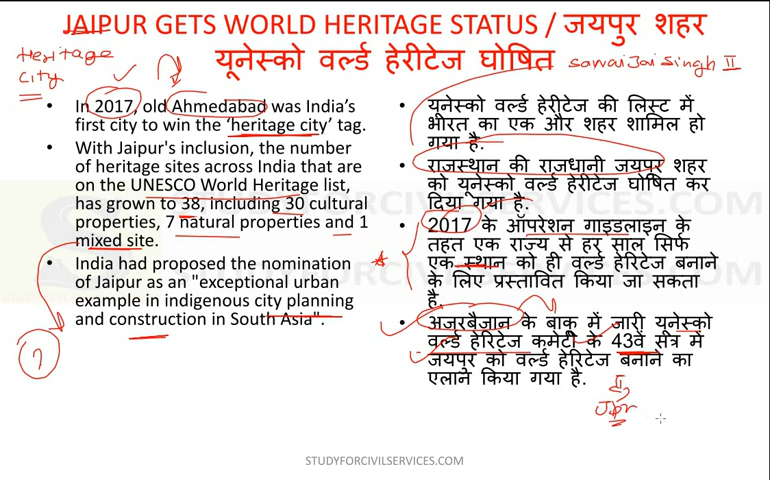 JAIPUR GETS WORLD HERITAGE STATUS / जयपुर शहर
यूनेस्को वर्ल्ड हेरीटेज घोषित
Heritage
City
Sawai Jai Singh II
• In 2017, old Ahmedabad was India's
first city to win the 'heritage city' tag.
• With Jaipur's inclusion, the number
of heritage sites across India that are
on the UNESCO World Heritage list,
has grown to 38, including 30 cultural
properties, 7 natural properties and 1
mixed site.
• India had proposed the nomination
of Jaipur as an "exceptional urban
example in indigenous city planning
and construction in South Asia".
• यूनेस्को वर्ल्ड हेरीटेज की लिस्ट में
भीरत का एक और शहर शामिल हो
गया है.
• राजस्थान की राजधानी जयपुर शहर
को यूनेस्को वर्ल्ड हेरीटेज घोषित कर
दिया गया है.
• 2017 के ऑपरेशन गाइडलाइन के
तहत एक राज्य से हर साल सिर्फ
एक स्थान को ही वर्ल्ड हेरिटेज बनाने
के लिए प्रस्तावित किया जा सकता
है.
• अजरबैजान के बाकू में जारी यूनेस्को
वर्ल्ड हेरिटेज कमेटी के 43वें सत्र में
जयपुर को वर्ल्ड हेरिटेज बनाने का
एलान किया गया है.
STUDYFORCIVILSERVICES.COM